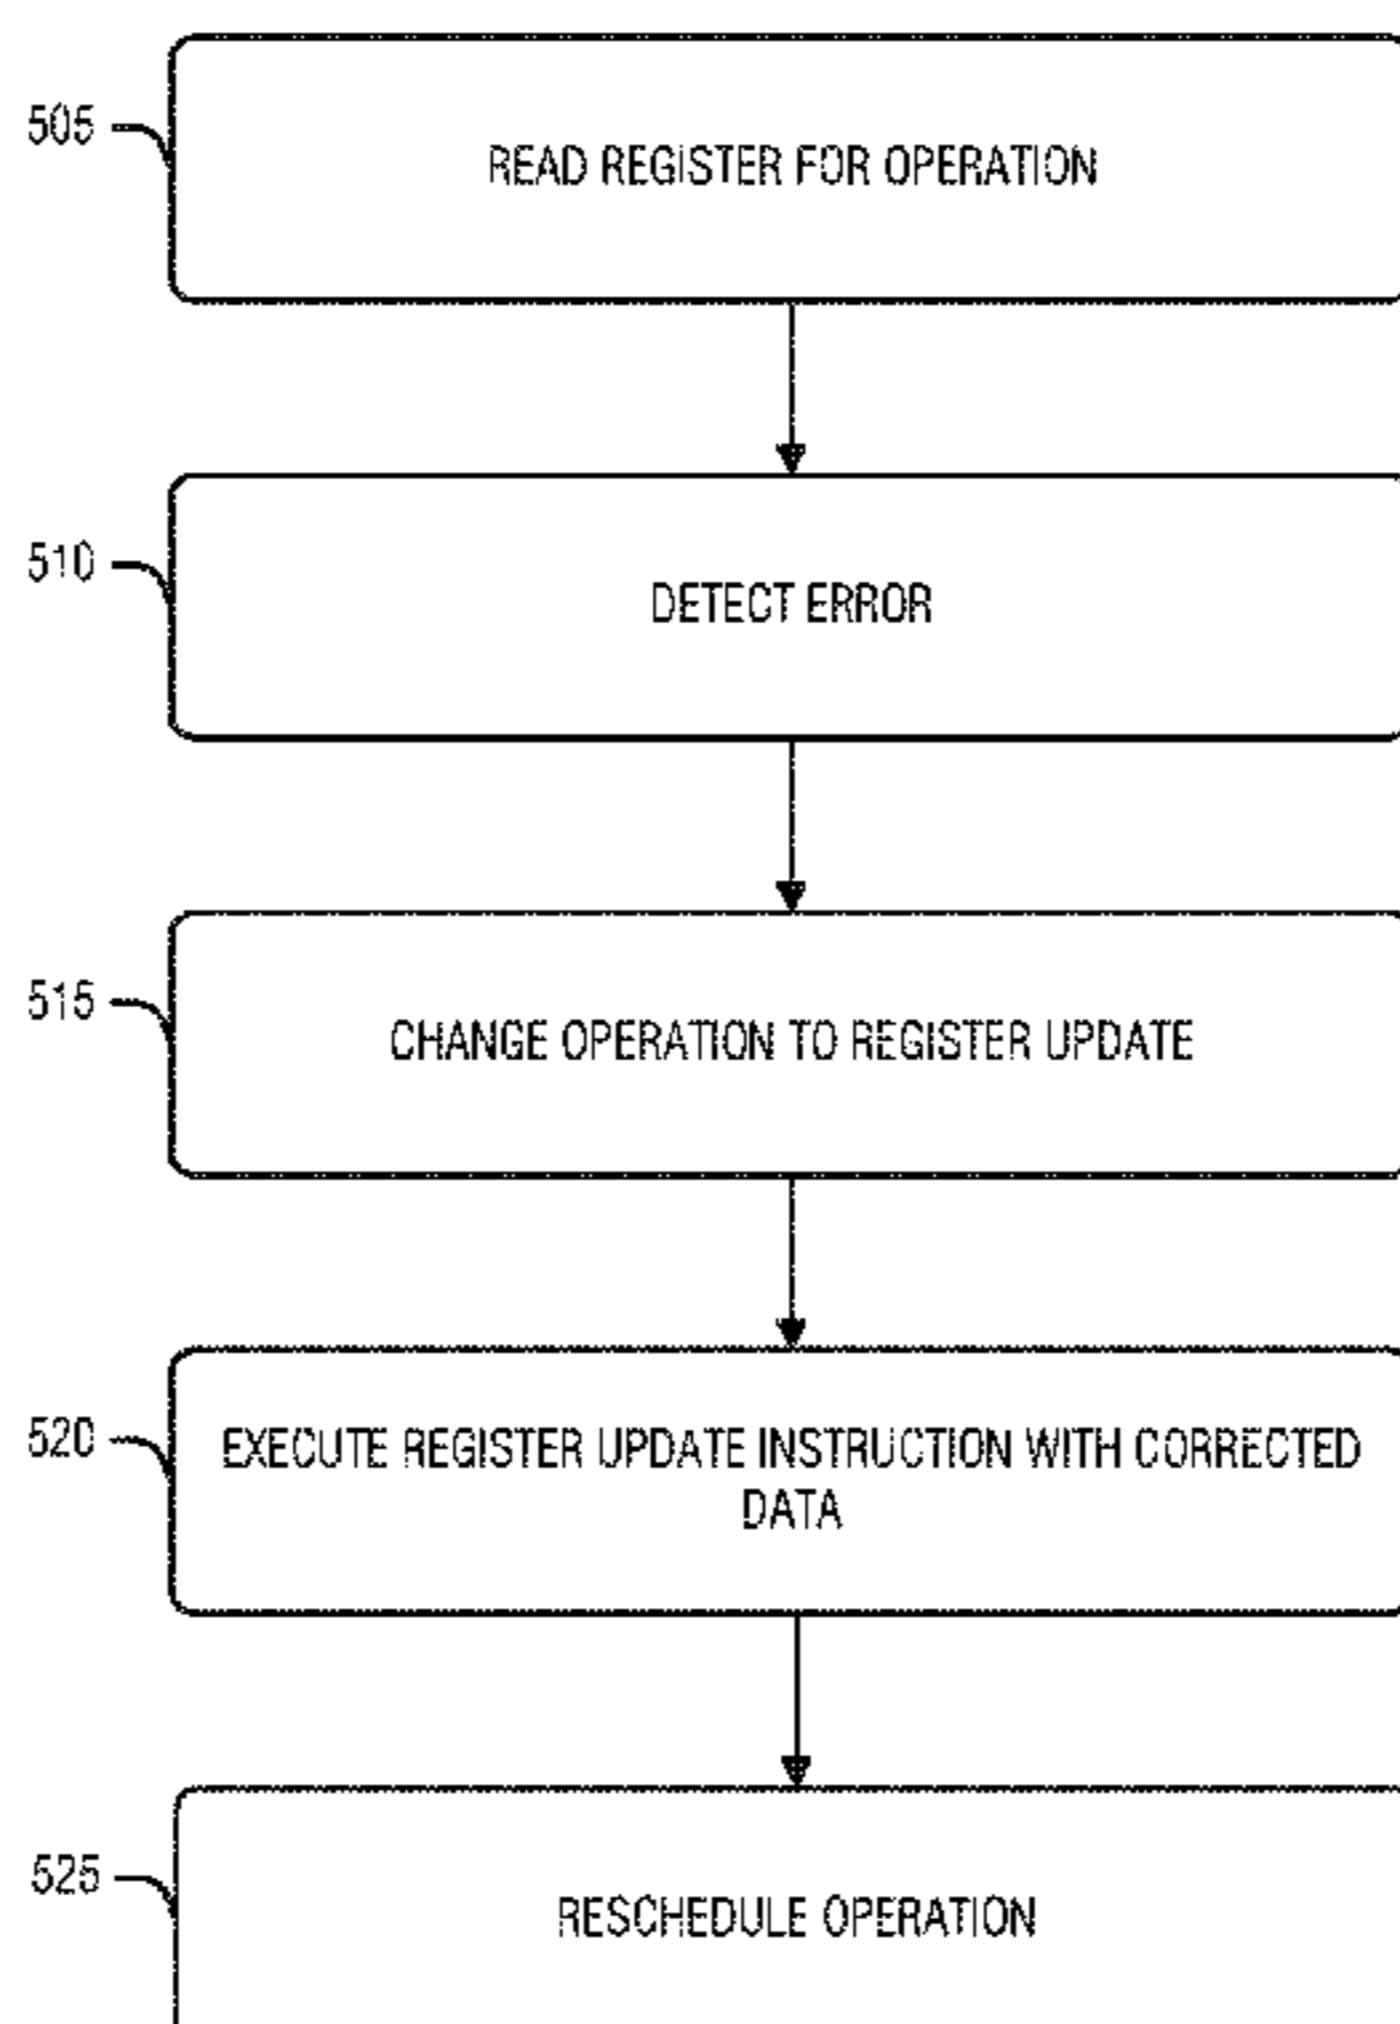 505
READ REGISTER FOR OPERATION
510
DETECT ERROR
515
CHANGE OPERATION TO REGISTER UPDATE
520
EXECUTE REGISTER UPDATE INSTRUCTION WITH CORRECTED
DATA
525
RESCHEDULE OPERATION